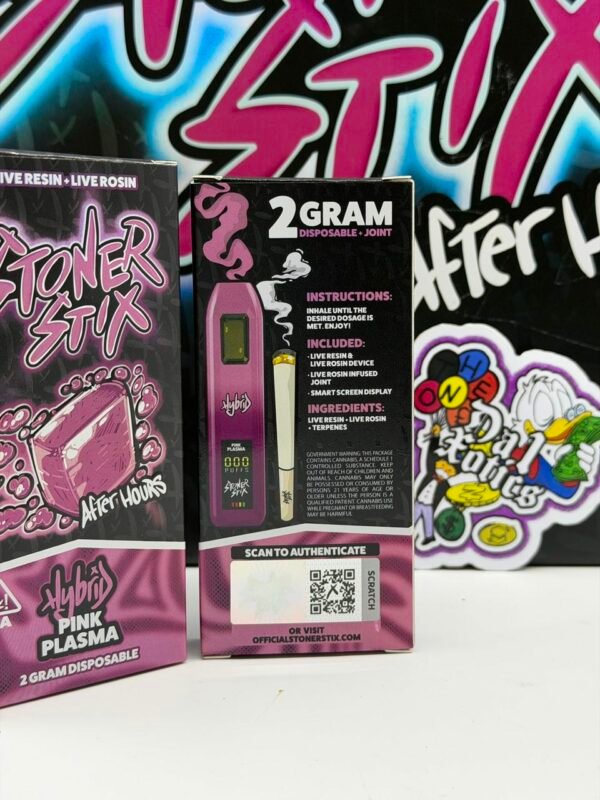 STIX
After H
LIVE RESIN + LIVE ROSIN
STONER
STIX
After Hours
Hybrid
PINK
PLASMA
2 GRAM DISPOSABLE
2 GRAM
DISPOSABLE + JOINT
INSTRUCTIONS:
INHALE UNTIL THE
DESIRED DOSAGE IS
MET. ENJOY!
INCLUDED:
- LIVE RESIN &
LIVE ROSIN DEVICE
- LIVE ROSIN INFUSED
JOINT
- SMART SCREEN DISPLAY
INGREDIENTS:
LIVE RESIN + LIVE ROSIN
+ TERPENES
GOVERNMENT WARNING: THIS PACKAGE
CONTAINS CANNABIS, A SCHEDULE 1
CONTROLLED SUBSTANCE. KEEP
OUT OF REACH OF CHILDREN AND
ANIMALS. CANNABIS MAY ONLY
BE POSSESSED OR CONSUMED BY
PERSONS 21 YEARS OF AGE OR
OLDER UNLESS THE PERSON IS A
QUALIFIED PATIENT. CANNABIS USE
WHILE PREGNANT OR BREASTFEEDING
MAY BE HARMFUL.
Hybrid
PINK
PLASMA
000
PUFFS
STONER
STIX
SCAN TO AUTHENTICATE
SCRATCH
OR VISIT
OFFICIALSTONERSTIX.COM